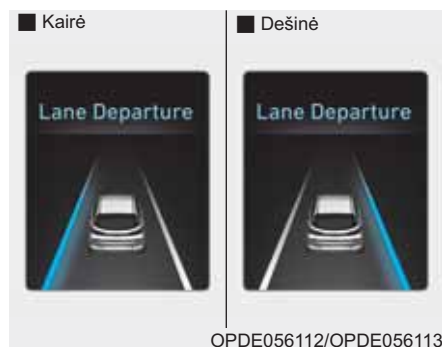 ■ Kairė
■ Dešinė
Lane Departure
Lane Departure
OPDE056112/OPDE056113